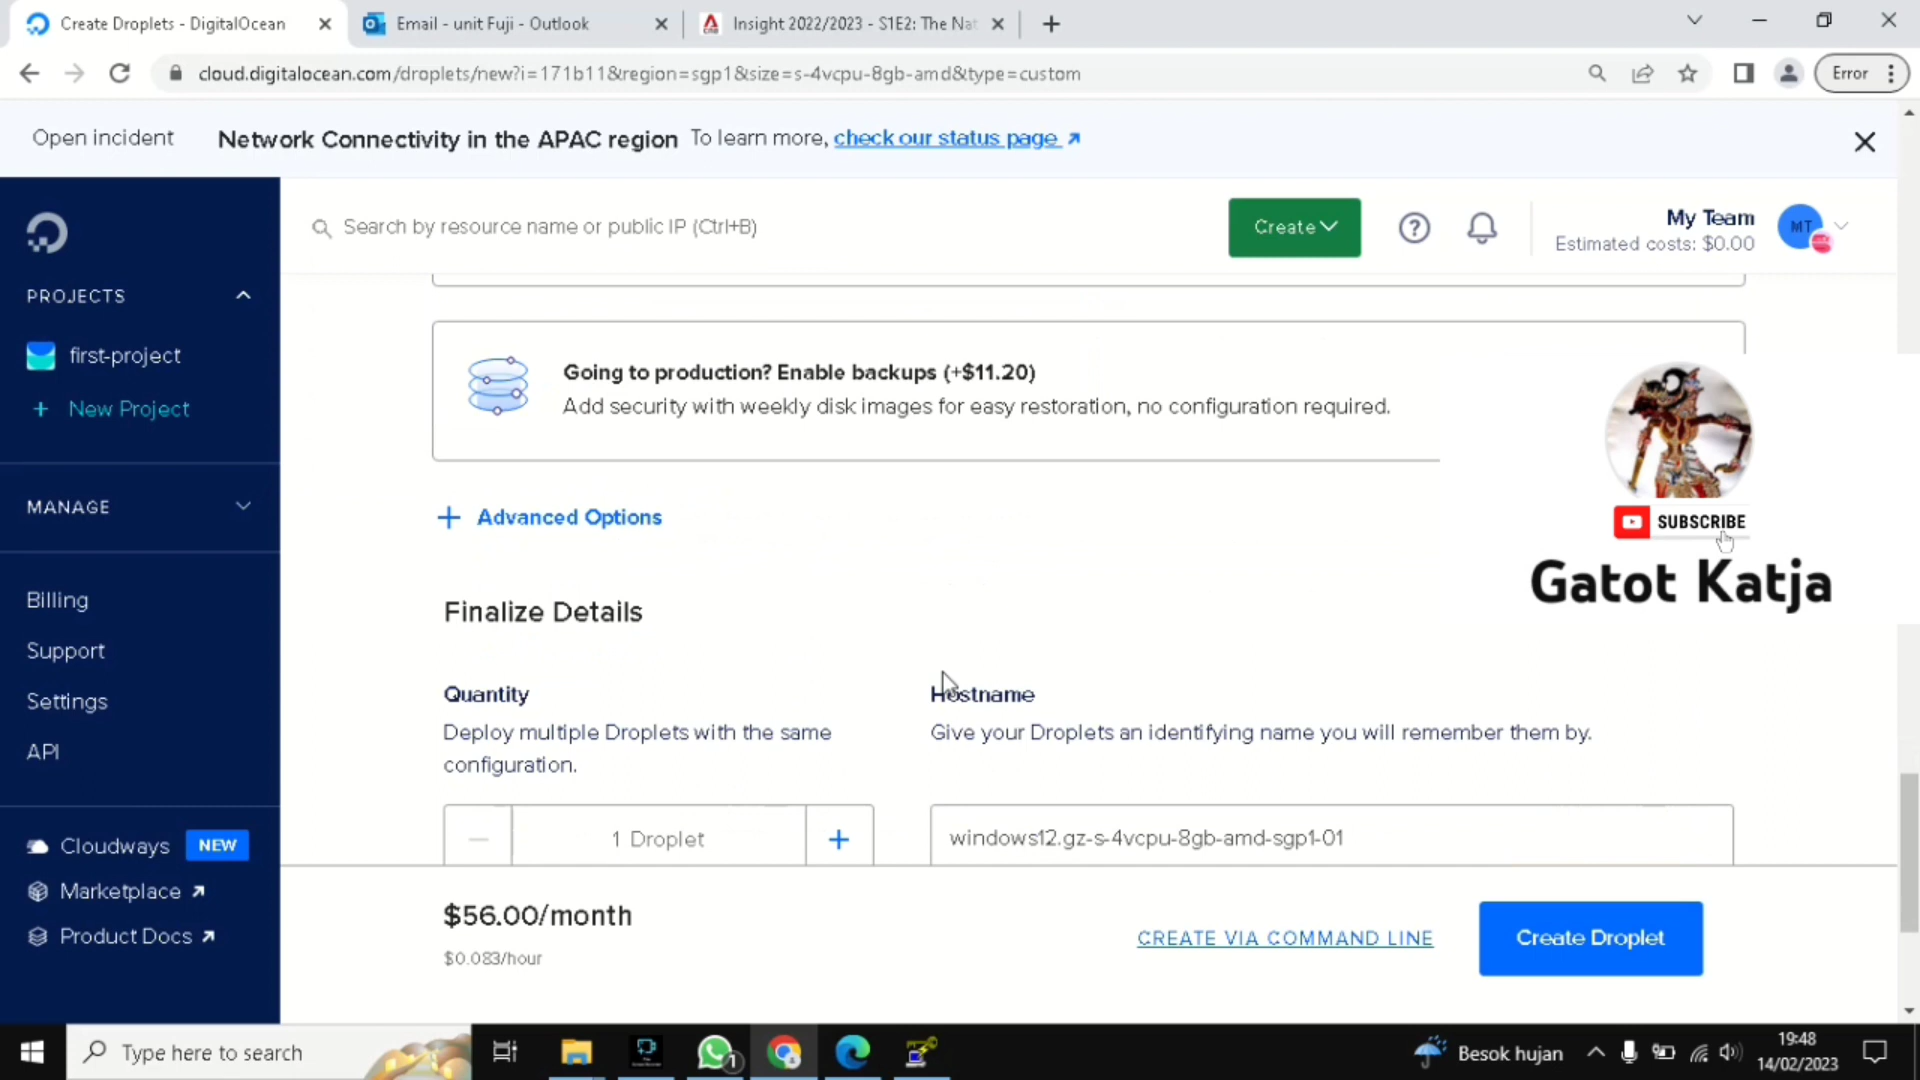 Create Droplets - DigitalOcean
Email - unit Fuji - Outlook
Insight 2022/2023 - S1E2: The Nat
cloud.digitalocean.com/droplets/new?i=171b11&region=sgp1&size=s-4vcpu-8gb-amd&type=custom
Error
Open incident
Network Connectivity in the APAC region To learn more, check our status page
Search by resource name or public IP (Ctrl+B)
Create
My Team
Estimated costs: $0.00
MT
PROJECTS
first-project
New Project
MANAGE
Billing
Support
Settings
API
Cloudways NEW
Marketplace
Product Docs
Going to production? Enable backups (+$11.20)
Add security with weekly disk images for easy restoration, no configuration required.
+ Advanced Options
SUBSCRIBE
Gatot Katja
Finalize Details
Quantity
Deploy multiple Droplets with the same
configuration.
1 Droplet
Hostname
Give your Droplets an identifying name you will remember them by.
windows12.gz-s-4vcpu-8gb-amd-sgp1-01
$56.00/month
$0.083/hour
CREATE VIA COMMAND LINE
Create Droplet
Type here to search
1
Besok hujan
19:48
14/02/2023